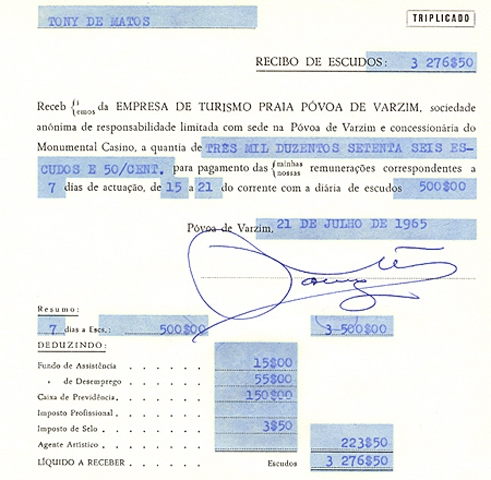 TONY DE MATOS
TRIPLICADO
RECIBO DE ESCUDOS: 3 276$50
Receb {i emos da EMPRESA DE TURISMO PRAIA PÓVOA DE VARZIM, sociedade
anónima de responsabilidade limitada com sede na Póvoa de Varzim e concessionária do
Monumental Casino, a quantia de TRÊS MIL DUZENTOS SETENTA SEIS ES-
CUDOS E 50/CENT. para pagamento das {minhas nossas remunerações correspondentes a
7 dias de actuação, de 15 a 21 do corrente com a diária de escudos 500$00
Póvoa de Varzim, 21 DE JULHO DE 1965
Resumo:
7 dias a Escs.: 500$00 3-500$00
DEDUZINDO:
Fundo de Assistência . . . . . 15$00
» de Desemprego . . . . . 55$00
Caixa de Previdência. . . . . . 150$00
Imposto Profissional. . . . . .
Imposto de Selo . . . . . . 3$50
Agente Artístico . . . . . . 223$50
LÍQUIDO A RECEBER . . . . . Escudos 3 276$50